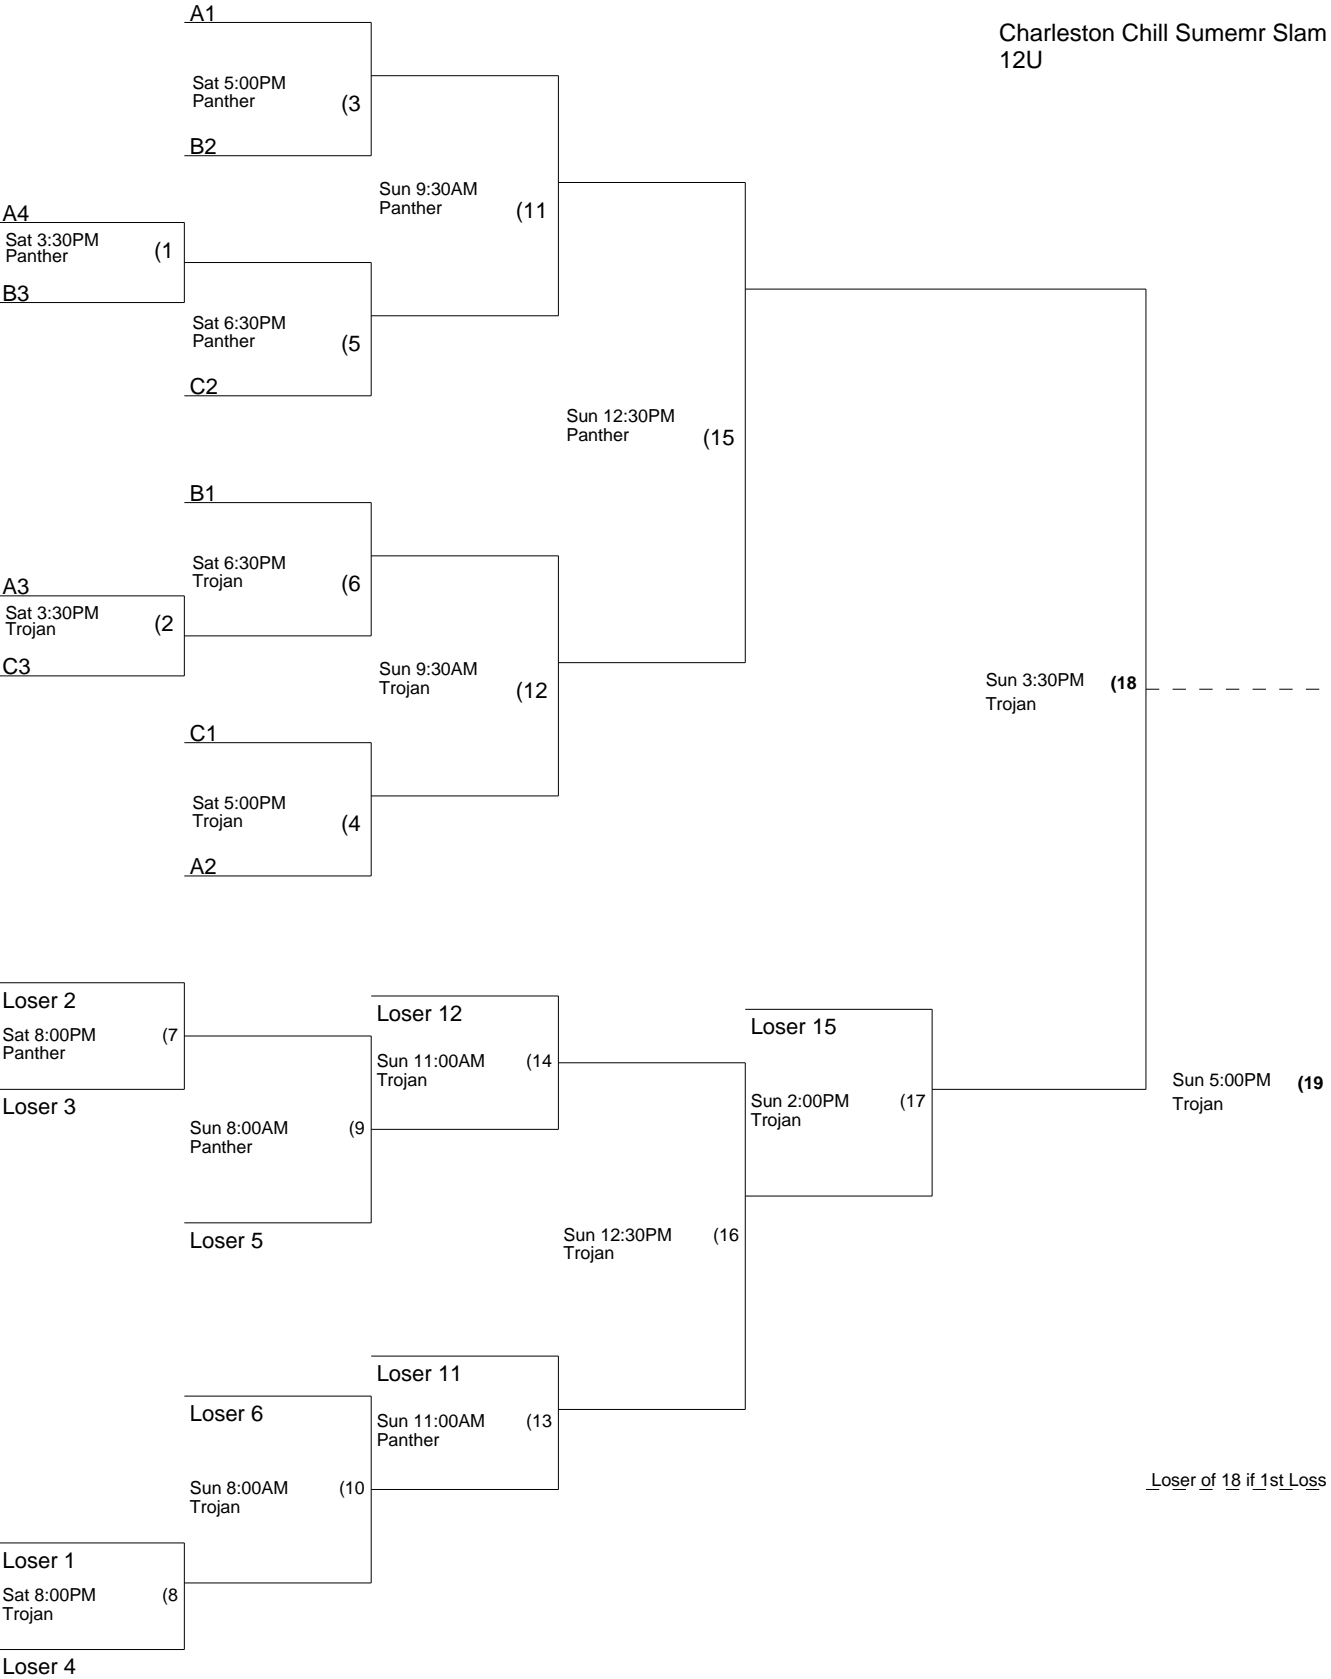 A1
Charleston Chill Sumemr Slam
12U
Sat 5:00PM
Panther
(3
B2
Sun 9:30AM
Panther
(11
A4
Sat 3:30PM
Panther
(1
B3
Sat 6:30PM
Panther
(5
C2
Sun 12:30PM
Panther
(15
B1
Sat 6:30PM
Trojan
(6
A3
Sat 3:30PM
Trojan
(2
C3
Sun 9:30AM
Trojan
(12
Sun 3:30PM
Trojan
(18
C1
Sat 5:00PM
Trojan
(4
A2
Loser 2
Sat 8:00PM
Panther
(7
Loser 3
Loser 12
Sun 11:00AM
Trojan
(14
Loser 15
Sun 2:00PM
Trojan
(17
Sun 5:00PM
Trojan
(19
Sun 8:00AM
Panther
(9
Loser 5
Sun 12:30PM
Trojan
(16
Loser 11
Sun 11:00AM
Panther
(13
Loser 6
Sun 8:00AM
Trojan
(10
Loser of 18 if 1st Loss
Loser 1
Sat 8:00PM
Trojan
(8
Loser 4